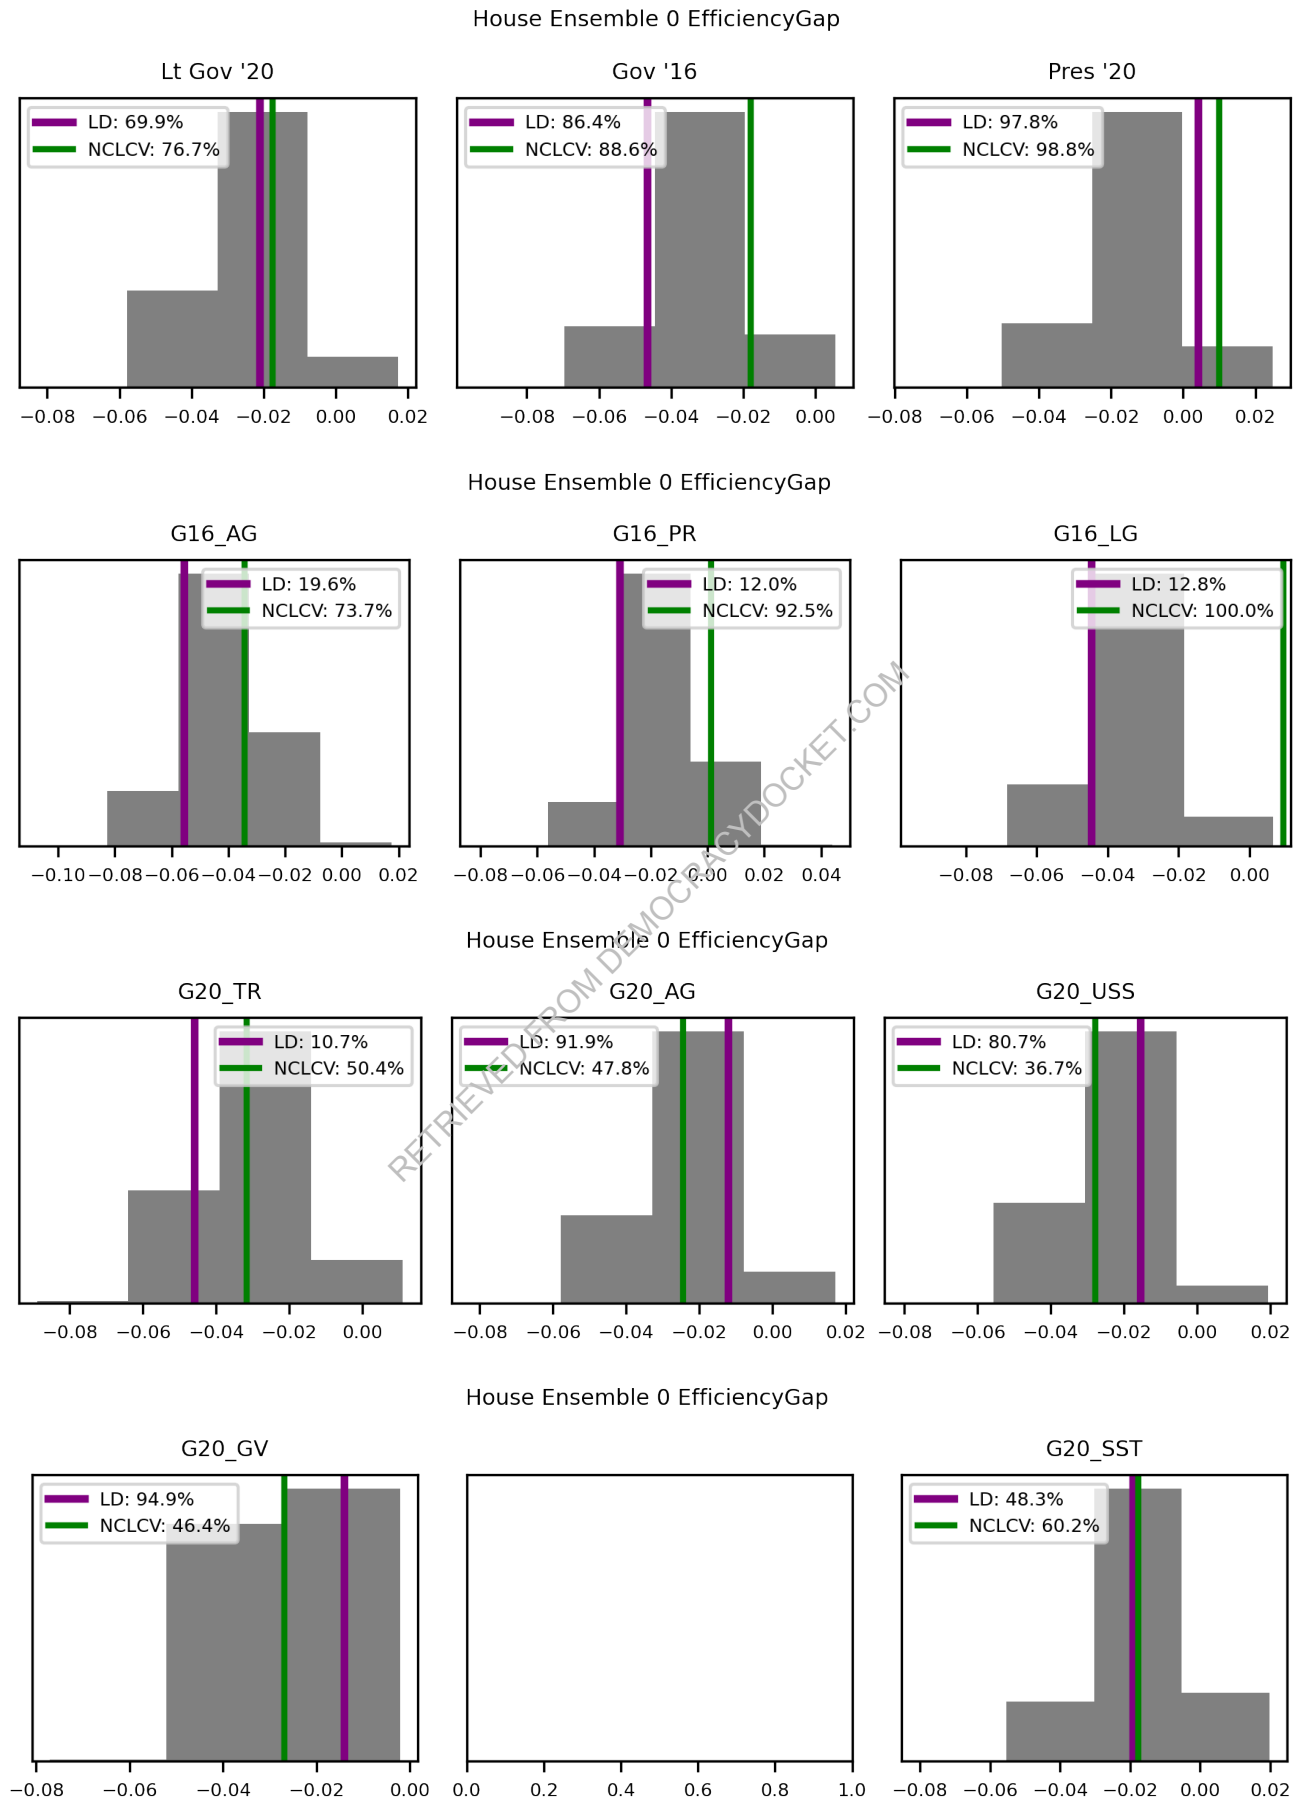 House Ensemble 0 EfficiencyGap
Lt Gov '20
Gov '16
Pres '20
LD: 69.9%
NCLCV: 76.7%
LD: 86.4%
NCLCV: 88.6%
LD: 97.8%
NCLCV: 98.8%
−0.08 −0.06 −0.04 −0.02 0.00 0.02
−0.08 −0.06 −0.04 −0.02 0.00
−0.08 −0.06 −0.04 −0.02 0.00 0.02
House Ensemble 0 EfficiencyGap
G16_AG
G16_PR
G16_LG
LD: 19.6%
NCLCV: 73.7%
LD: 12.0%
NCLCV: 92.5%
LD: 12.8%
NCLCV: 100.0%
−0.10 −0.08 −0.06 −0.04 −0.02 0.00 0.02
−0.08 −0.06 −0.04 −0.02 0.00 0.02 0.04
−0.08 −0.06 −0.04 −0.02 0.00
RETRIEVED FROM DEMOCRACYDOCKET.COM
House Ensemble 0 EfficiencyGap
G20_TR
G20_AG
G20_USS
LD: 10.7%
NCLCV: 50.4%
LD: 91.9%
NCLCV: 47.8%
LD: 80.7%
NCLCV: 36.7%
−0.08 −0.06 −0.04 −0.02 0.00
−0.08 −0.06 −0.04 −0.02 0.00 0.02
−0.08 −0.06 −0.04 −0.02 0.00 0.02
House Ensemble 0 EfficiencyGap
G20_GV
G20_SST
LD: 94.9%
NCLCV: 46.4%
LD: 48.3%
NCLCV: 60.2%
−0.08 −0.06 −0.04 −0.02 0.00
0.0 0.2 0.4 0.6 0.8 1.0
−0.08 −0.06 −0.04 −0.02 0.00 0.02